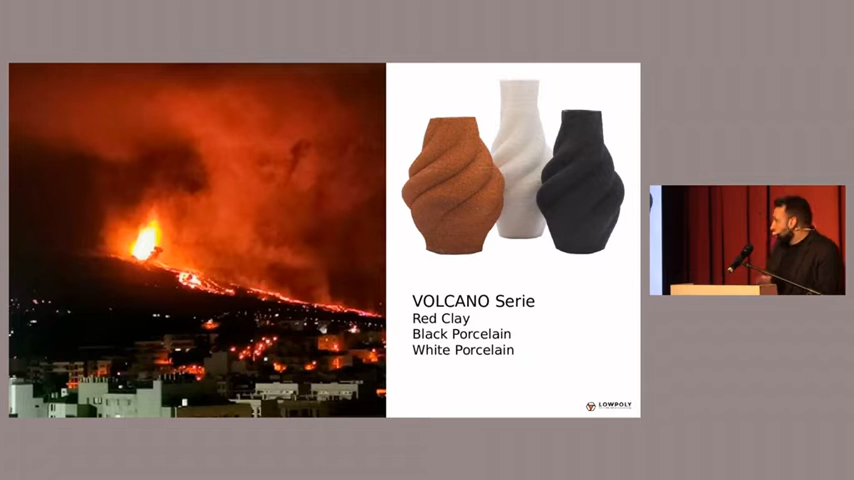 VOLCANO Serie
Red Clay
Black Porcelain
White Porcelain
LOWPOLY